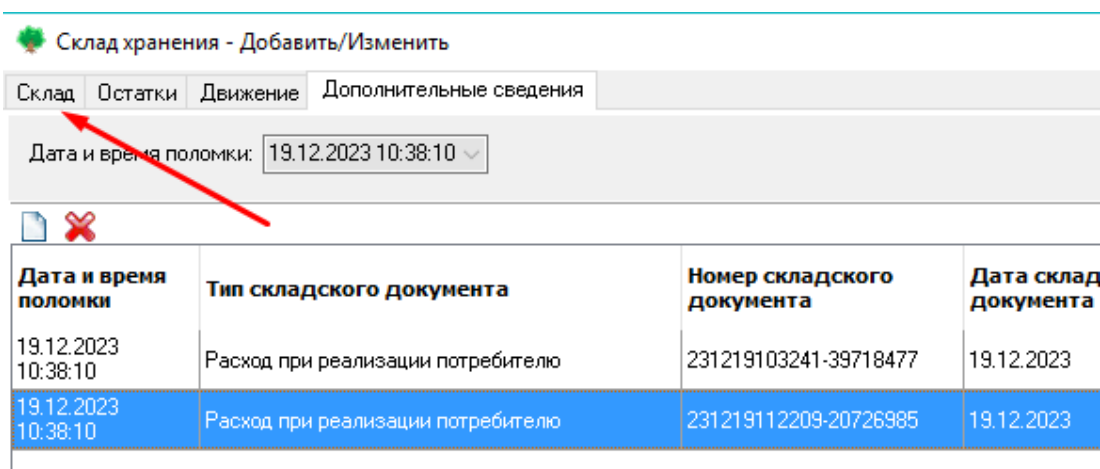 Склад хранения - Добавить/Изменить
Склад Остатки Движение Дополнительные сведения
Дата и время поломки: 19.12.2023 10:38:10
Дата и время поломки Тип складского документа Номер складского документа Дата склад документа
19.12.2023 10:38:10 Расход при реализации потребителю 231219103241-39718477 19.12.2023
19.12.2023 10:38:10 Расход при реализации потребителю 231219112209-20726985 19.12.2023